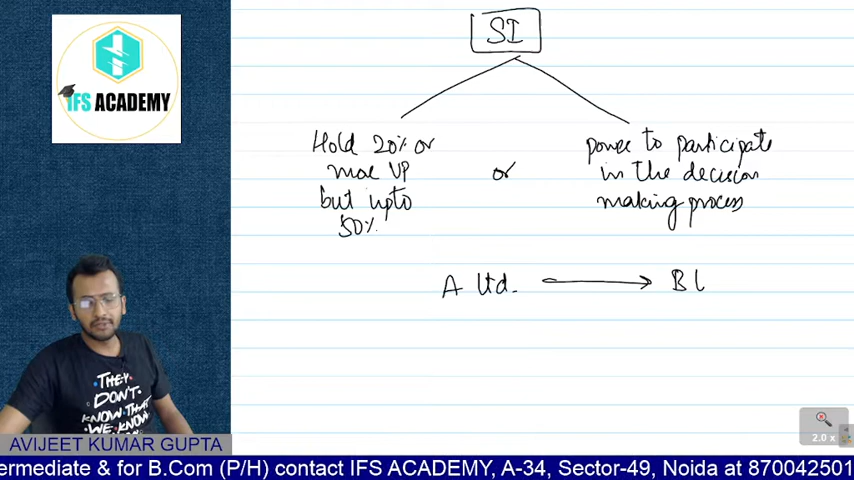 IFS ACADEMY
SI
Hold 20% or
more VP
but upto
50%
or
power to participate
in the decision
making process
A Ltd.
B L
THEY
DON'T
KNOW THAT
WE KNOW
2.0 x
AVIJEET KUMAR GUPTA
ermediate & for B.Com (P/H) contact IFS ACADEMY, A-34, Sector-49, Noida at 870042501